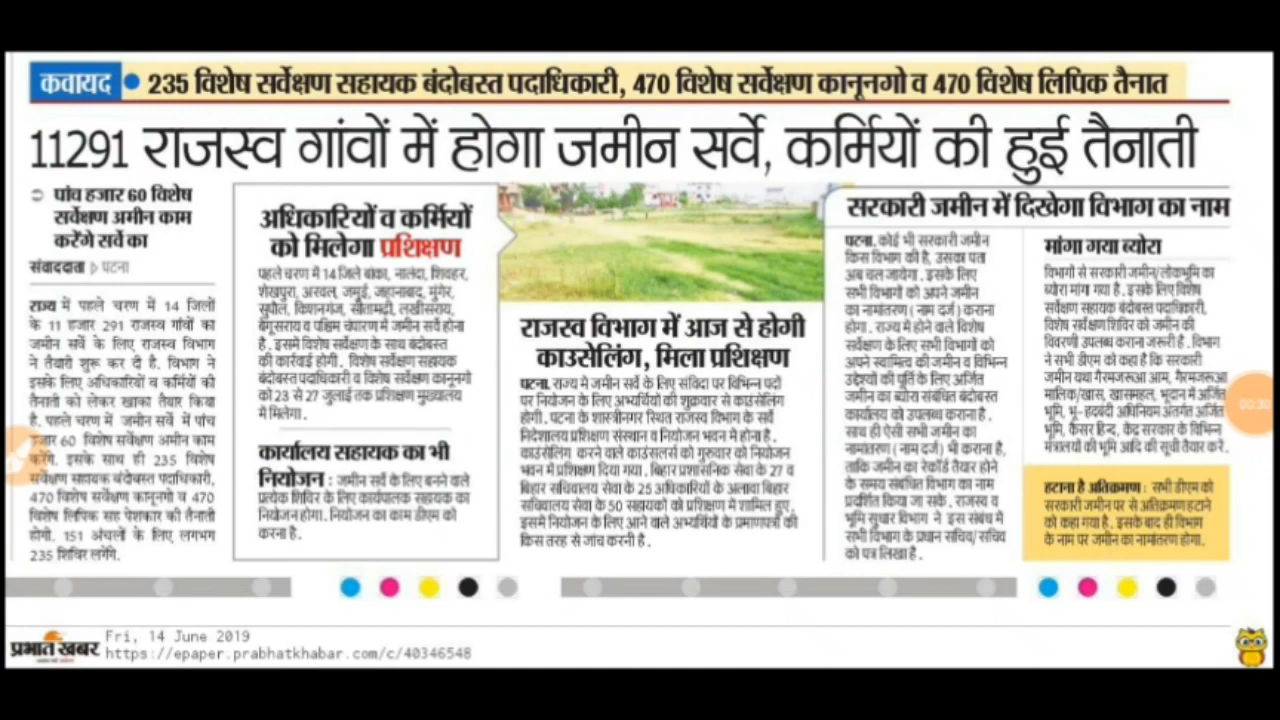 कवायद
235 विशेष सर्वेक्षण सहायक बंदोबस्त पदाधिकारी, 470 विशेष सर्वेक्षण कानूनगो व 470 विशेष लिपिक तैनात
11291 राजस्व गांवों में होगा जमीन सर्वे, कर्मियों की हुई तैनाती
पांच हजार 60 विशेष
सर्वेक्षण अमीन काम
करेंगे सर्वे का
संवाददाता पटना
राज्य में पहले चरण में 14 जिलों
के 11 हजार 291 राजस्व गांवों का
जमीन सर्वे के लिए राजस्व विभाग
ने तैयारी शुरू कर दी है. विभाग ने
इसके लिए अधिकारियों व कर्मियों की
तैनाती को लेकर खाका तैयार किया
है. पहले चरण में जमीन सर्वे में पांच
हजार 60 विशेष सर्वेक्षण अमीन काम
करेंगे. इसके साथ ही 235 विशेष
सर्वेक्षण सहायक बंदोबस्त पदाधिकारी,
470 विशेष सर्वेक्षण कानूनगो व 470
विशेष लिपिक सह पेशकार की तैनाती
होगी. 151 अंचलों के लिए लगभग
235 शिविर लगेंगे.
अधिकारियों व कर्मियों
को मिलेगा प्रशिक्षण
पहले चरण में 14 जिले बांका, नालंदा, शिवहर,
शेखपुरा, अरवल, जमुई, जहानाबाद, मुंगेर,
सुपौल, किशनगंज, सीतामढ़ी, लखीसराय,
बेगूसराय व पश्चिम चंपारण में जमीन सर्वे होना
है. इसमें विशेष सर्वेक्षण के साथ बंदोबस्त
की कार्रवाई होगी. विशेष सर्वेक्षण सहायक
बंदोबस्त पदाधिकारी व विशेष सर्वेक्षण कानूनगो
को 23 से 27 जुलाई तक प्रशिक्षण मुख्यालय
में मिलेगा.
कार्यालय सहायक का भी
नियोजन : जमीन सर्वे के लिए बनने वाले
प्रत्येक शिविर के लिए कार्यपालक सहायक का
नियोजन होगा. नियोजन का काम डीएम को
करना है.
राजस्व विभाग में आज से होगी
काउसेलिंग, मिला प्रशिक्षण
पटना. राज्य में जमीन सर्वे के लिए संविदा पर विभिन्न पदों
पर नियोजन के लिए अभ्यर्थियों की शुक्रवार से काउंसेलिंग
होगी. पटना के शास्त्रीनगर स्थित राजस्व विभाग के सर्वे
निदेशालय प्रशिक्षण संस्थान व नियोजन भवन में होना है.
काउंसेलिंग करने वाले काउंसलर्स को गुरुवार को नियोजन
भवन में प्रशिक्षण दिया गया. बिहार प्रशासनिक सेवा के 27 व
बिहार सचिवालय सेवा के 25 अधिकारियों के अलावा बिहार
सचिवालय सेवा के 50 सहायकों को प्रशिक्षण में शामिल हुए.
इसमें नियोजन के लिए आने वाले अभ्यर्थियों के प्रमाणपत्रों की
किस तरह से जांच करनी है.
सरकारी जमीन में दिखेगा विभाग का नाम
पटना. कोई भी सरकारी जमीन
किस विभाग की है, उसका पता
अब चल जायेगा. इसके लिए
सभी विभागों को अपने जमीन
का नामांतरण ( नाम दर्ज ) कराना
होगा. राज्य में होने वाले विशेष
सर्वेक्षण के लिए सभी विभागों को
अपने स्वामित्व की जमीन व विभिन्न
उद्देश्यों की पूर्ति के लिए अर्जित
जमीन का ब्योरा संबंधित बंदोबस्त
कार्यालय को उपलब्ध कराना है.
साथ ही ऐसी सभी जमीन का
नामांतरण ( नाम दर्ज ) भी कराना है,
ताकि जमीन का रेकॉर्ड तैयार होने
के समय संबंधित विभाग का नाम
प्रदर्शित किया जा सके. राजस्व व
भूमि सुधार विभाग ने इस संबंध में
सभी विभाग के प्रधान सचिव/ सचिव
को पत्र लिखा है.
मांगा गया ब्योरा
विभागों से सरकारी जमीन/लोकभूमि का
ब्योरा मांगा गया है. इसके लिए विशेष
सर्वेक्षण सहायक बंदोबस्त पदाधिकारी,
विशेष सर्वेक्षण शिविर को जमीन की
विवरणी उपलब्ध कराना जरूरी है. विभाग
ने सभी डीएम को कहा है कि सरकारी
जमीन यथा गैरमजरूआ आम, गैरमजरूआ
मालिक/खास, खासमहल, भूदान में अर्जित
भूमि, भू- हदबंदी अधिनियम अंतर्गत अर्जित
भूमि, कैसर हिन्द, केंद्र सरकार के विभिन्न
मंत्रालयों की भूमि आदि की सूची तैयार करें.
हटाना है अतिक्रमण : सभी डीएम को
सरकारी जमीन पर से अतिक्रमण हटाने
को कहा गया है. इसके बाद ही विभाग
के नाम पर जमीन का नामांतरण होगा.
00:30
प्रभात खबर
Fri, 14 June 2019
https://epaper.prabhatkhabar.com/c/40346548